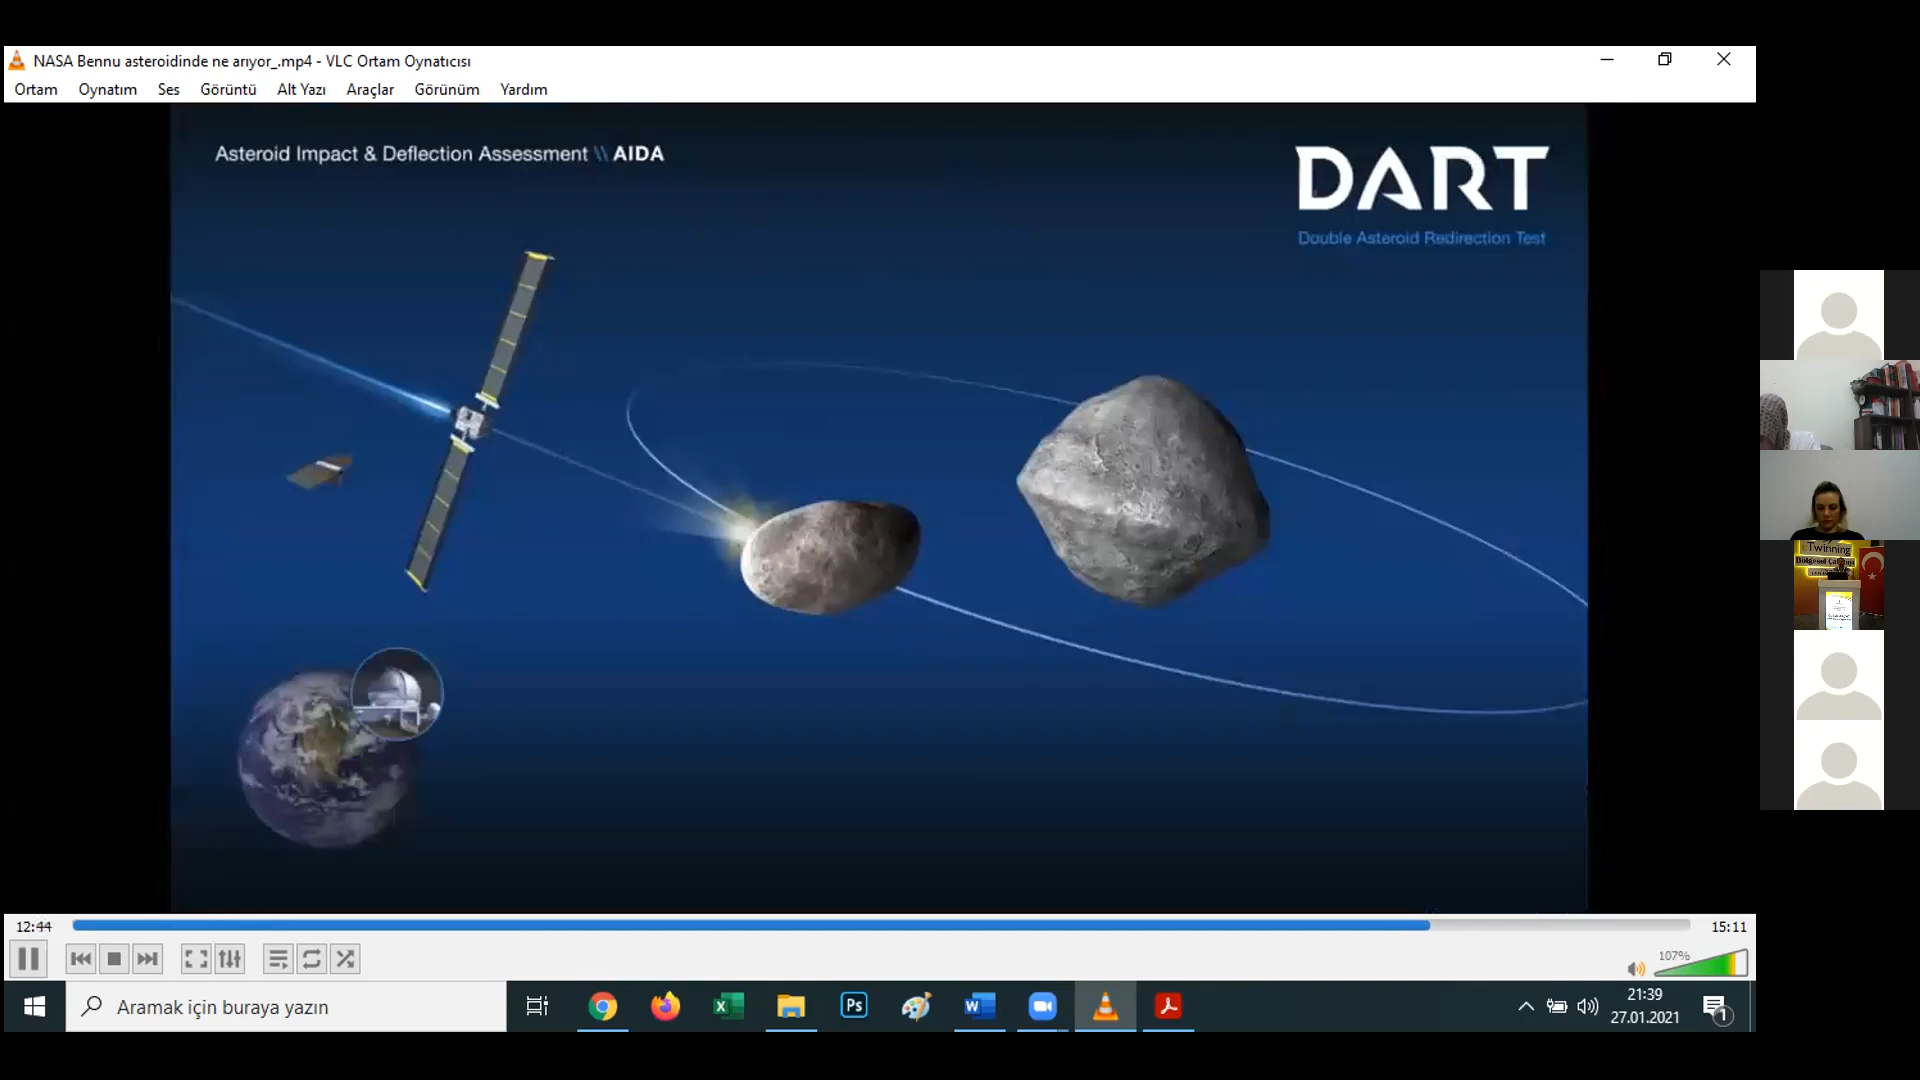 NASA Bennu asteroidinde ne arıyor_.mp4 - VLC Ortam Oynatıcısı
Ortam Oynatım Ses Görüntü Alt Yazı Araçlar Görünüm Yardım
Asteroid Impact & Deflection Assessment \\ AIDA
DART
Double Asteroid Redirection Test
Twinning
12:44
15:11
107%
Aramak için buraya yazın
Ps
21:39
27.01.2021
1